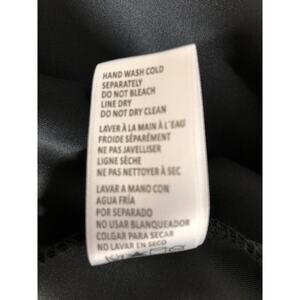 HAND WASH COLD
SEPARATELY
DO NOT BLEACH
LINE DRY
DO NOT DRY CLEAN
LAVER À LA MAIN À L'EAU
FROIDE SÉPARÉMENT
NE PAS JAVELLISER
LIGNE SÈCHE
NE PAS NETTOYER À SEC
LAVAR A MANO CON
AGUA FRÍA
POR SEPARADO
NO USAR BLANQUEADOR
COLGAR PARA SECAR
NO LAVAR EN SECO